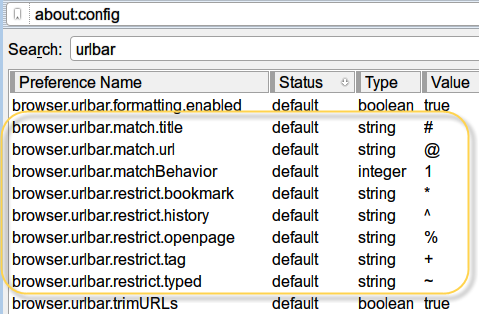 about:config
Search: urlbar
Preference Name Status Type Value
browser.urlbar.formatting.enabled default boolean true
browser.urlbar.match.title default string #
browser.urlbar.match.url default string @
browser.urlbar.matchBehavior default integer 1
browser.urlbar.restrict.bookmark default string *
browser.urlbar.restrict.history default string ^
browser.urlbar.restrict.openpage default string %
browser.urlbar.restrict.tag default string +
browser.urlbar.restrict.typed default string ~
browser.urlbar.trimURLs default boolean true